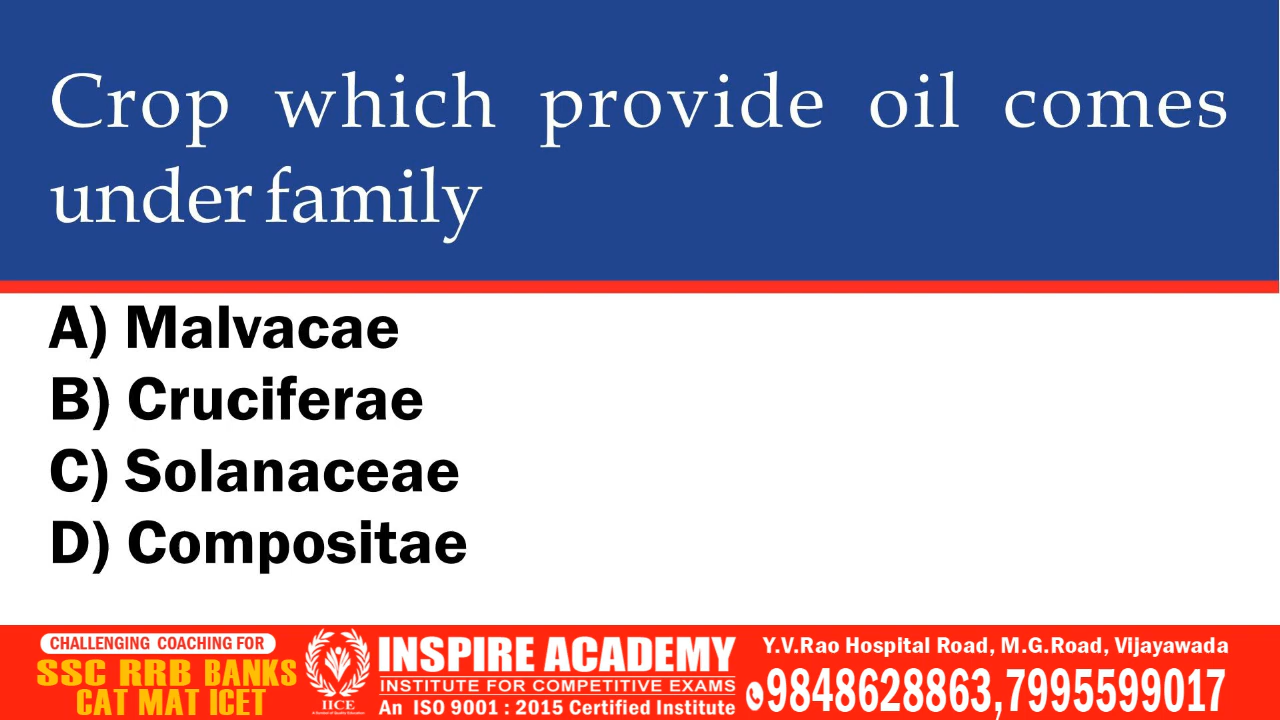 Crop which provide oil comes
under family
A) Malvacae
B) Cruciferae
C) Solanaceae
D) Compositae
CHALLENGING COACHING FOR
SSC RRB BANKS
CAT MAT ICET
IICE
INSPIRE ACADEMY
INSTITUTE FOR COMPETITIVE EXAMS
An ISO 9001 : 2015 Certified Institute
Y.V.Rao Hospital Road, M.G.Road, Vijayawada
9848628863,7995599017